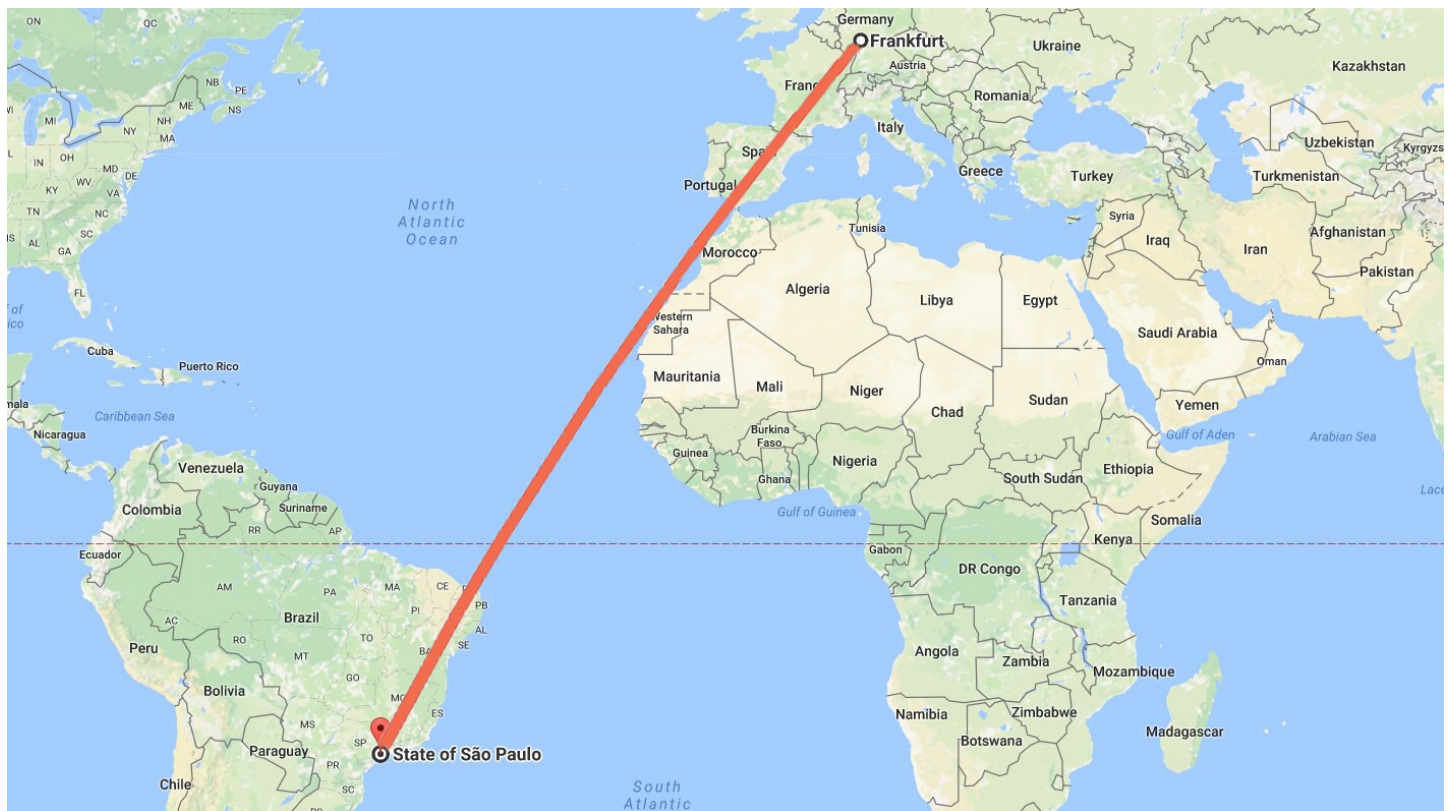 ON
QC
Germany
Frankfurt
Ukraine
Kazakhstan
NB
PE
NS
ME
Austria
France
Romania
MI
NH
NY
MA
Italy
Uzbekistan
Kyrgyzs
IN
OH
MD
DE
WV
KY
VA
Spain
Portugal
Greece
Turkey
Turkmenistan
TN
NC
SC
AL
GA
North
Atlantic
Ocean
Tunisia
Morocco
Syria
Iraq
Iran
Afghanistan
Pakistan
FL
Algeria
Libya
Egypt
Western
Sahara
Saudi Arabia
Cuba
Puerto Rico
Mauritania
Mali
Niger
Chad
Sudan
Oman
Yemen
Caribbean Sea
Nicaragua
Burkina
Faso
Guinea
Ghana
Nigeria
South Sudan
Ethiopia
Gulf of Aden
Arabian Sea
Venezuela
Guyana
Suriname
Colombia
RR
AP
Gulf of Guinea
Somalia
Lacc
Ecuador
Gabon
Kenya
DR Congo
AM
PA
MA
CE
PI
PB
AL
SE
Tanzania
AC
Brazil
RO
TO
BA
Peru
MT
GO
Bolivia
MG
ES
MS
Angola
Zambia
Mozambique
Namibia
Zimbabwe
Madagascar
Botswana
SP
State of São Paulo
Paraguay
PR
SC
Chile
South
Atlantic